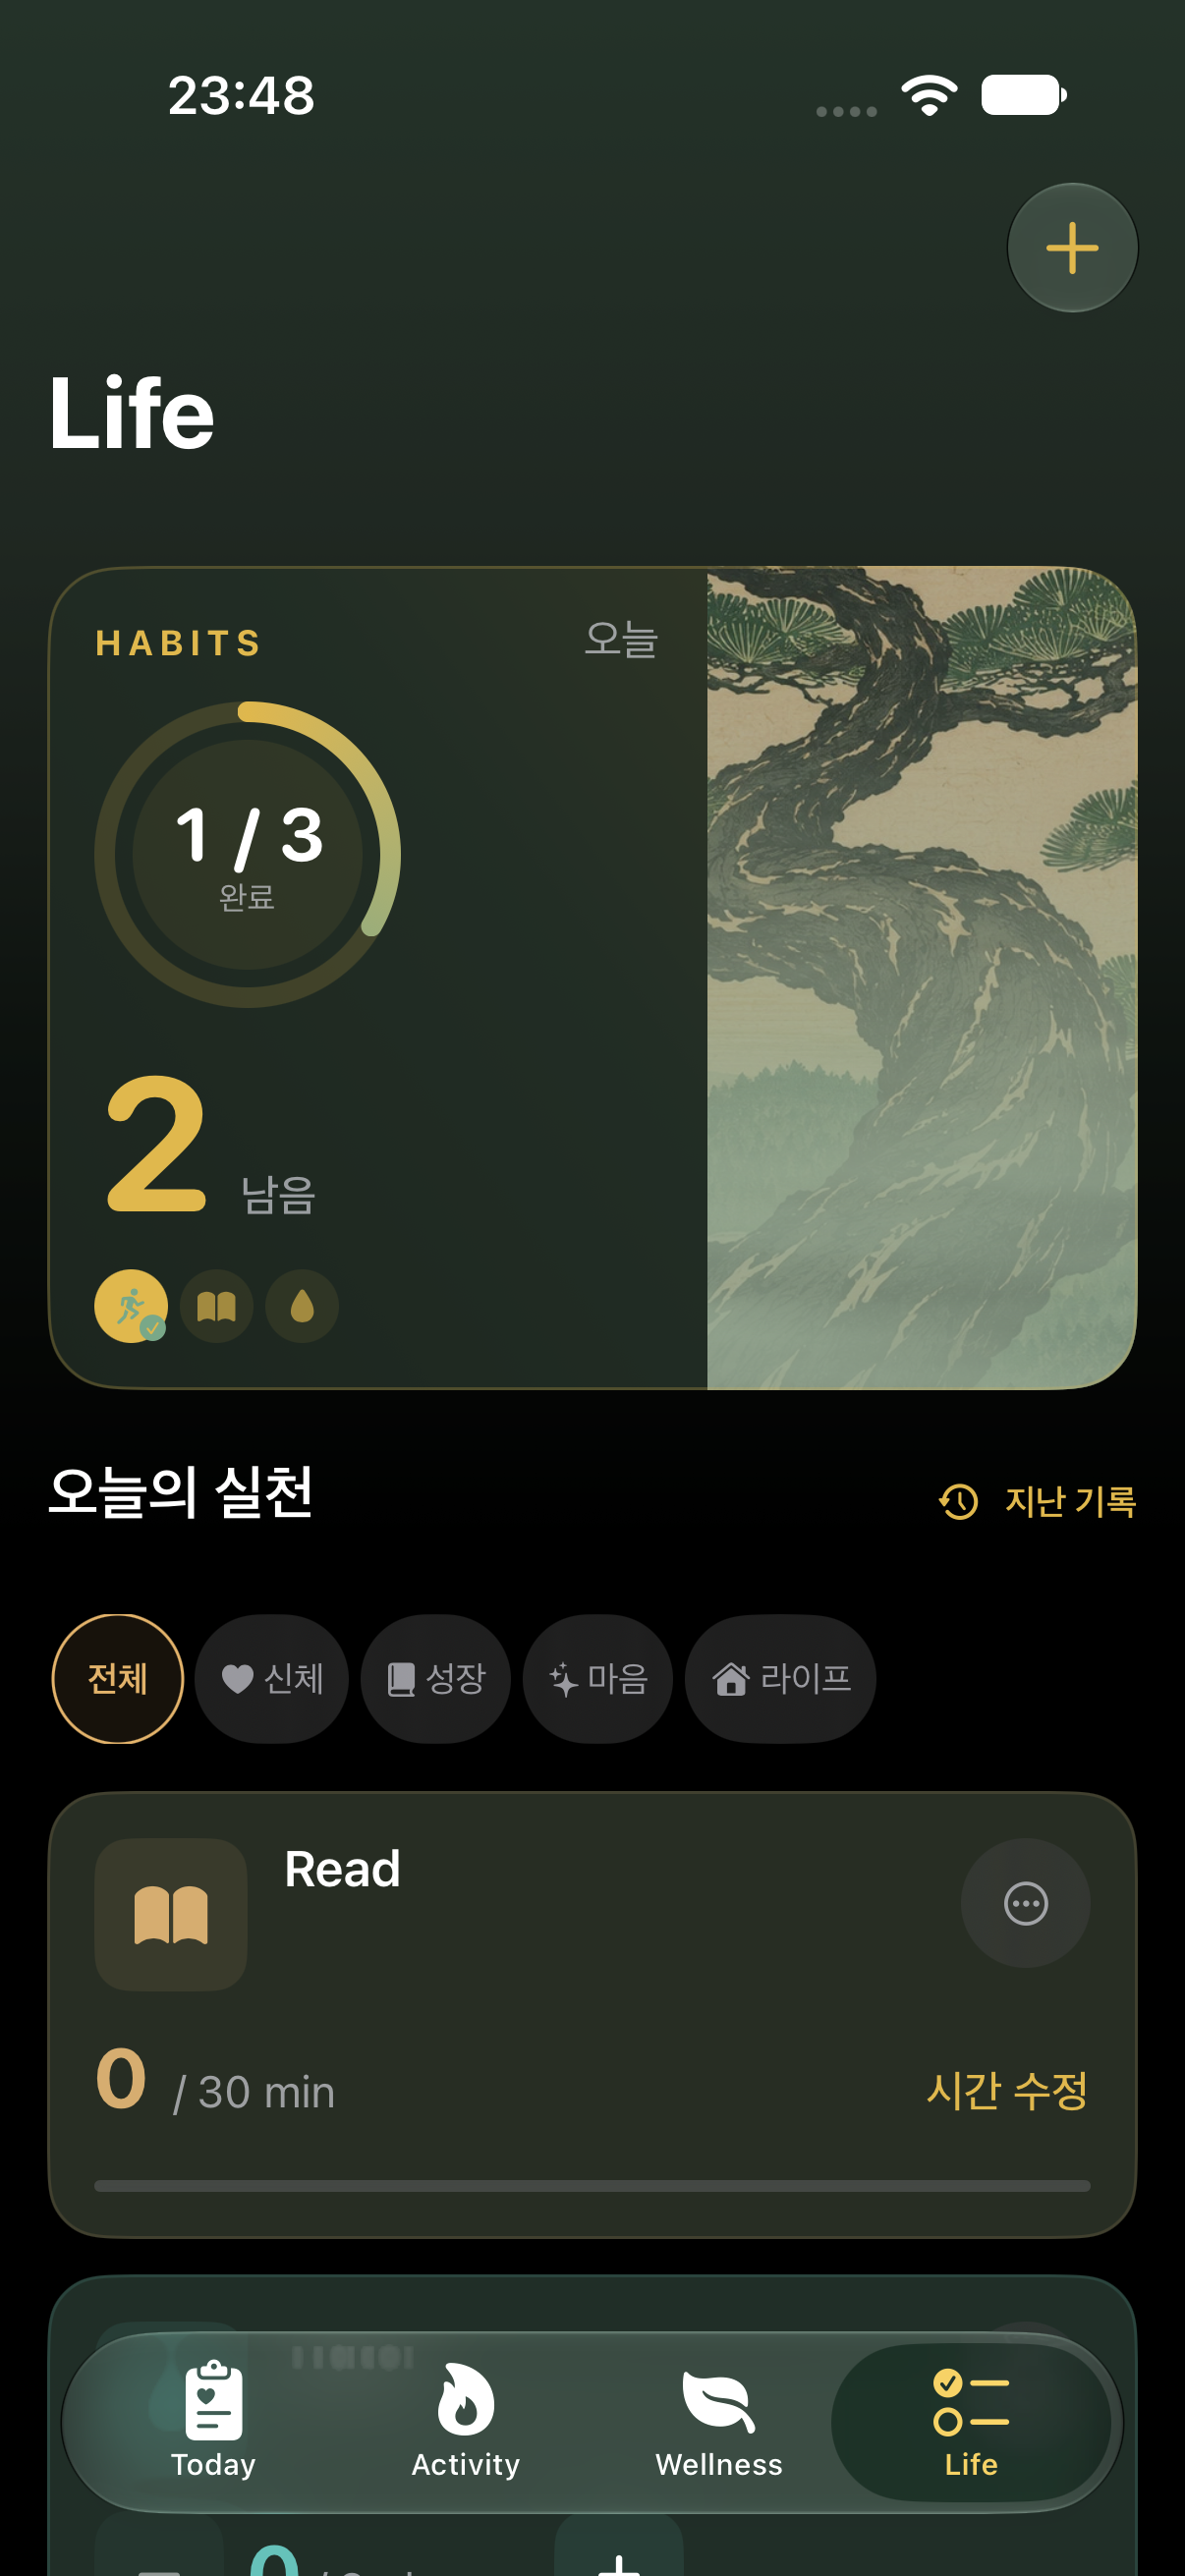 23:48
Life
HABITS
오늘
1 / 3
완료
2 남음
오늘의 실천
지난 기록
전체
신체
성장
마음
라이프
Read
0 / 30 min
시간 수정
Today
Activity
Wellness
Life
0 /